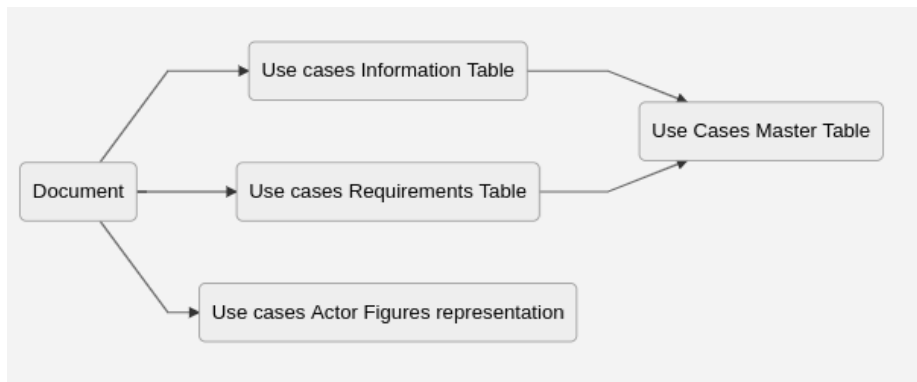 Use cases Information Table
Use Cases Master Table
Document
Use cases Requirements Table
Use cases Actor Figures representation